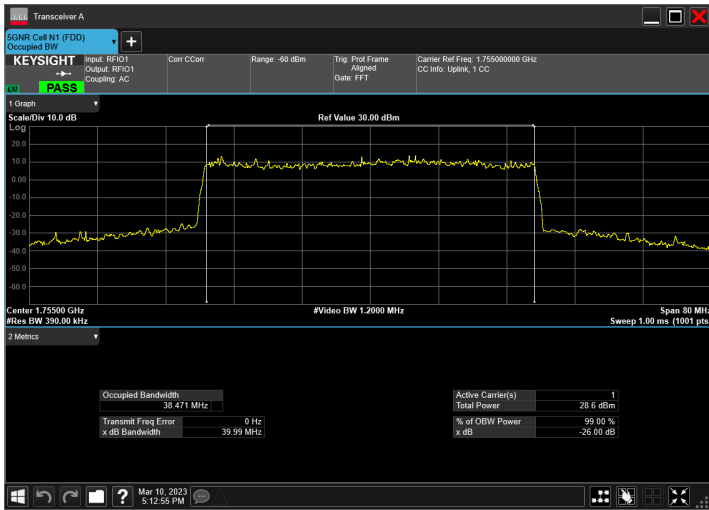 Transceiver A
5GNR Cell N1 (FDD)
Occupied BW
KEYSIGHT
LXI
PASS
Input: RFIO1
Output: RFIO1
Coupling: AC
Corr CCorr
Range: -60 dBm
Trig: Prot Frame
Aligned
Gate: FFT
Carrier Ref Freq: 1.755000000 GHz
CC Info: Uplink, 1 CC
1 Graph
Scale/Div 10.0 dB
Ref Value 30.00 dBm
Log
20.0
10.0
0.00
-10.0
-20.0
-30.0
-40.0
-50.0
-60.0
Center 1.75500 GHz
#Video BW 1.2000 MHz
Span 80 MHz
#Res BW 390.00 kHz
Sweep 1.00 ms (1001 pts
2 Metrics
Occupied Bandwidth
38.471 MHz
Transmit Freq Error 0 Hz
x dB Bandwidth 39.99 MHz
Active Carrier(s) 1
Total Power 28.6 dBm
% of OBW Power 99.00 %
x dB -26.00 dB
?
Mar 10, 2023
5:12:55 PM